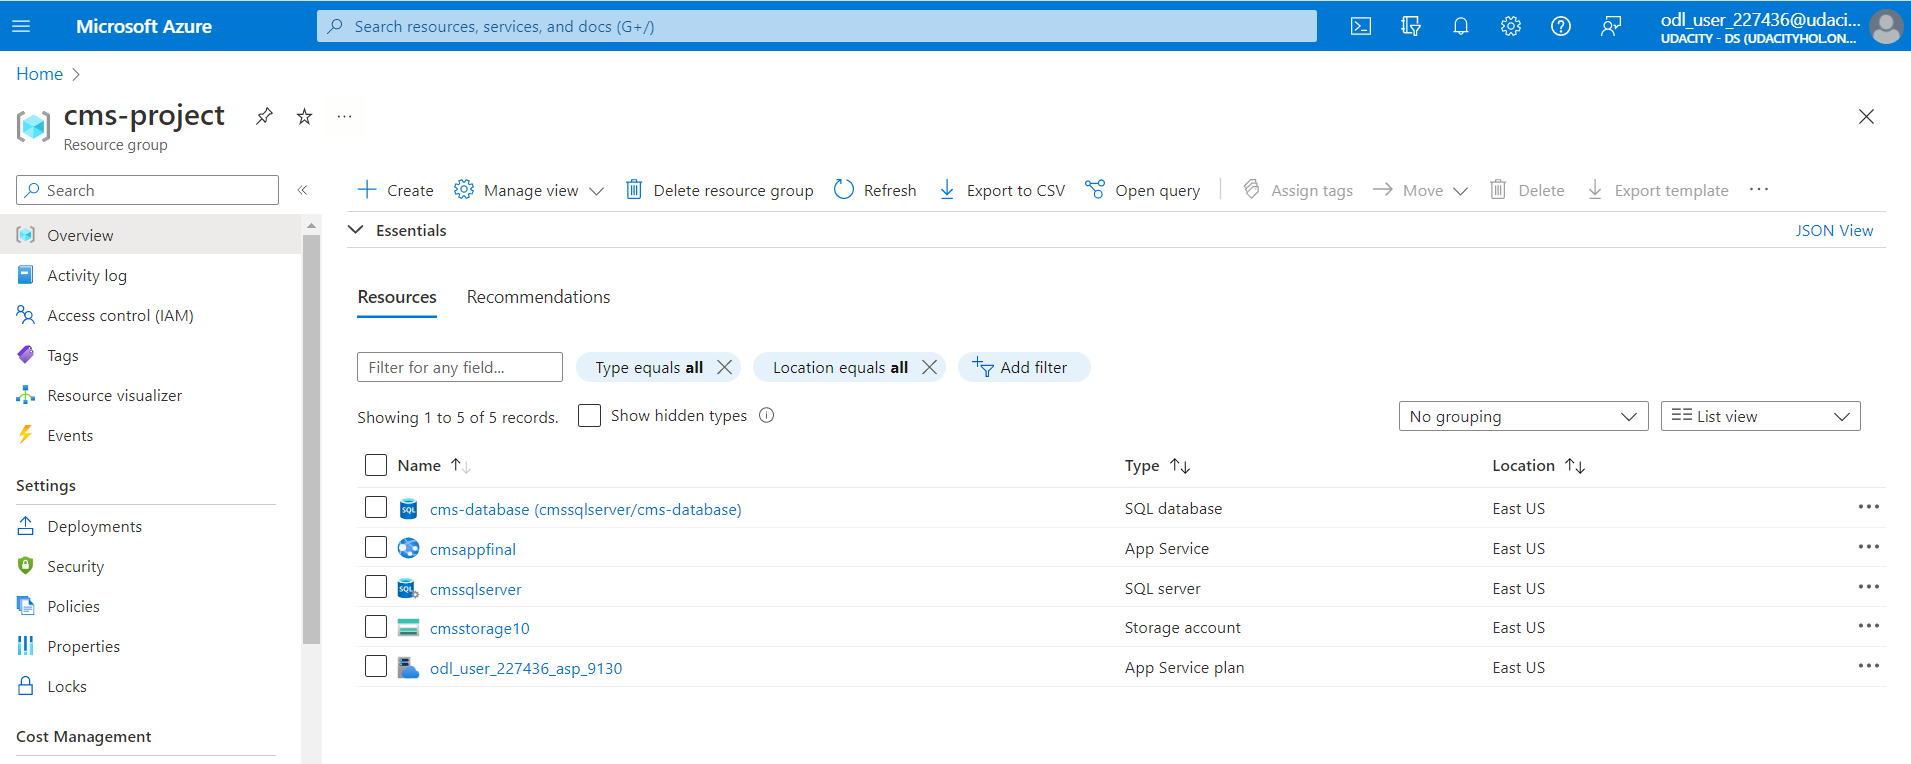 Microsoft Azure
Search resources, services, and docs (G+/)
odl_user_227436@udaci...
UDACITY - DS (UDACITYHOL.ON...
Home
cms-project
Resource group
Search
Create
Manage view
Delete resource group
Refresh
Export to CSV
Open query
Assign tags
Move
Delete
Export template
Overview
Activity log
Access control (IAM)
Tags
Resource visualizer
Events
Settings
Deployments
Security
Policies
Properties
Locks
Cost Management
Essentials
JSON View
Resources Recommendations
Filter for any field...
Type equals all
Location equals all
Add filter
Showing 1 to 5 of 5 records.
Show hidden types
No grouping
List view
Name Type Location
cms-database (cmssqlserver/cms-database) SQL database East US
cmsappfinal App Service East US
cmssqlserver SQL server East US
cmsstorage10 Storage account East US
odl_user_227436_asp_9130 App Service plan East US